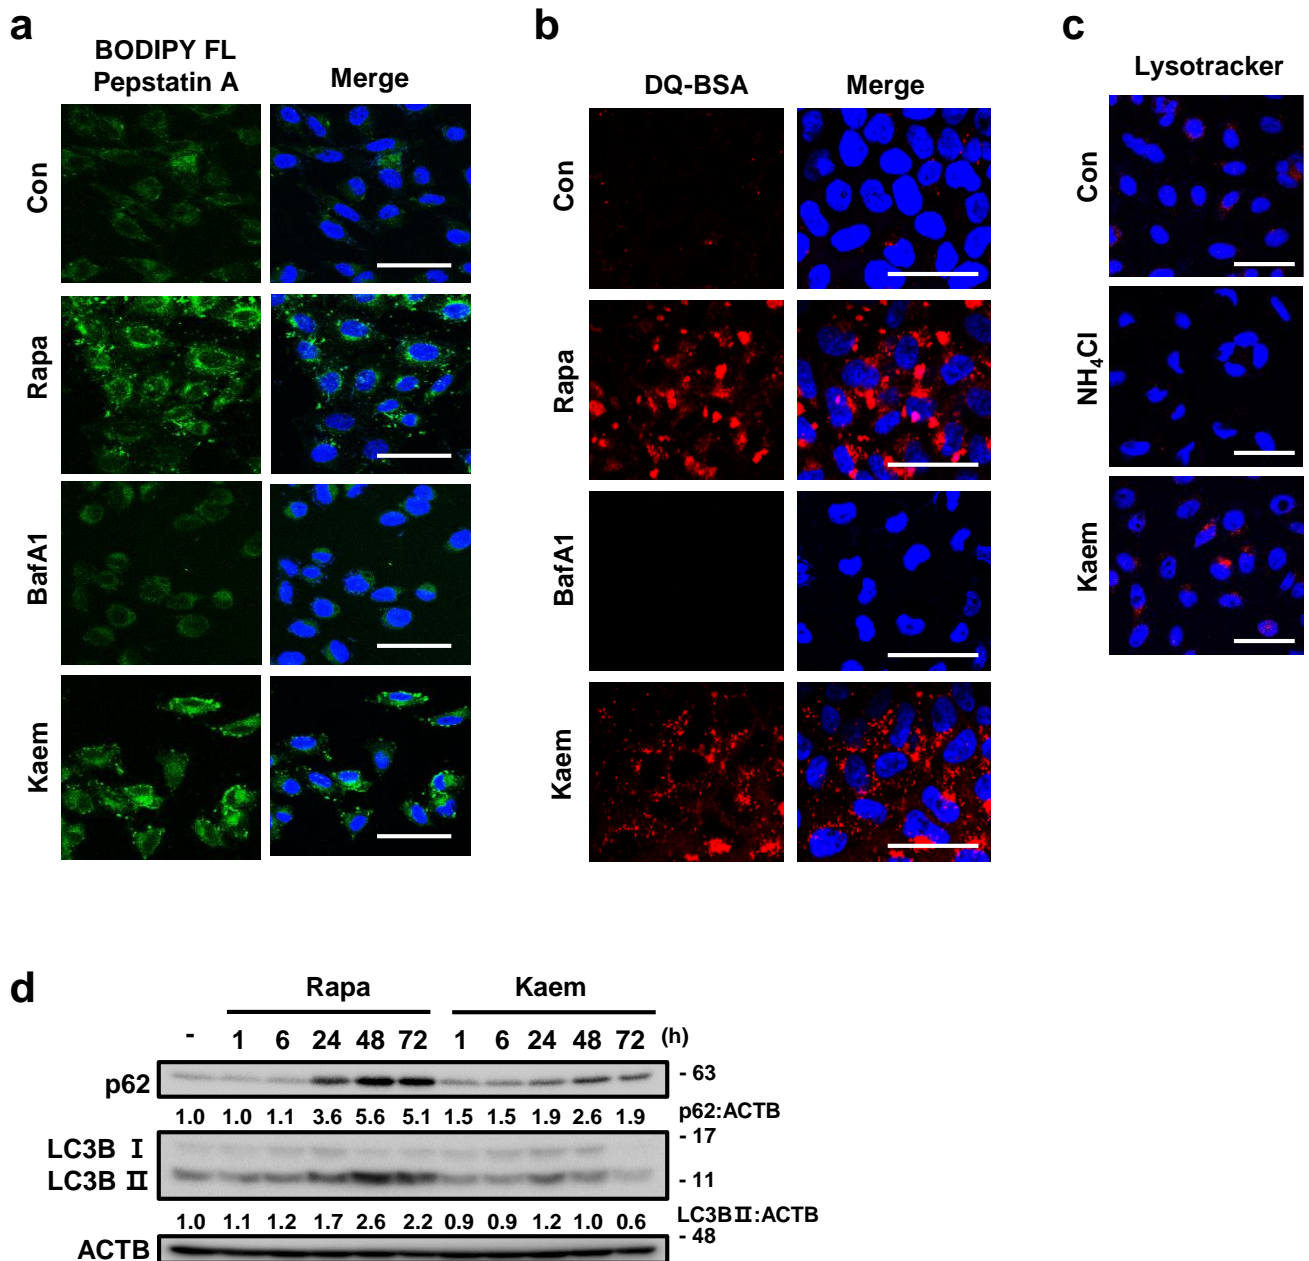 a
BODIPY FL
Pepstatin A
Merge
Con
Rapa
BafA1
Kaem
b
DQ-BSA
Merge
Con
Rapa
BafA1
Kaem
c
Lysotracker
Con
NH₄Cl
Kaem
d
Rapa Kaem
- 1 6 24 48 72 1 6 24 48 72 (h)
p62 - 63
1.0 1.0 1.1 3.6 5.6 5.1 1.5 1.5 1.9 2.6 1.9 p62:ACTB
- 17
LC3B Ⅰ
LC3B Ⅱ - 11
1.0 1.1 1.2 1.7 2.6 2.2 0.9 0.9 1.2 1.0 0.6 LC3BⅡ:ACTB
- 48
ACTB